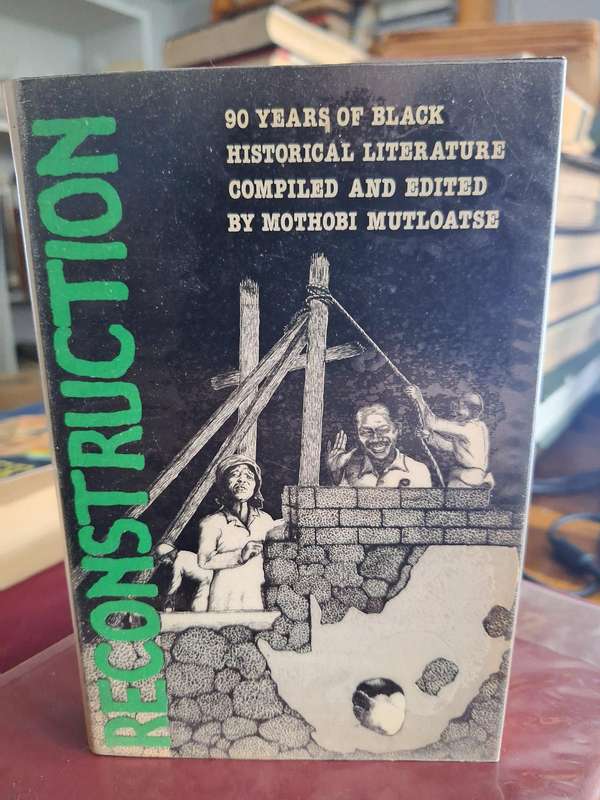 RECONSTRUCTION
90 YEARS OF BLACK
HISTORICAL LITERATURE
COMPILED AND EDITED
BY MOTHOBI MUTLOATSE